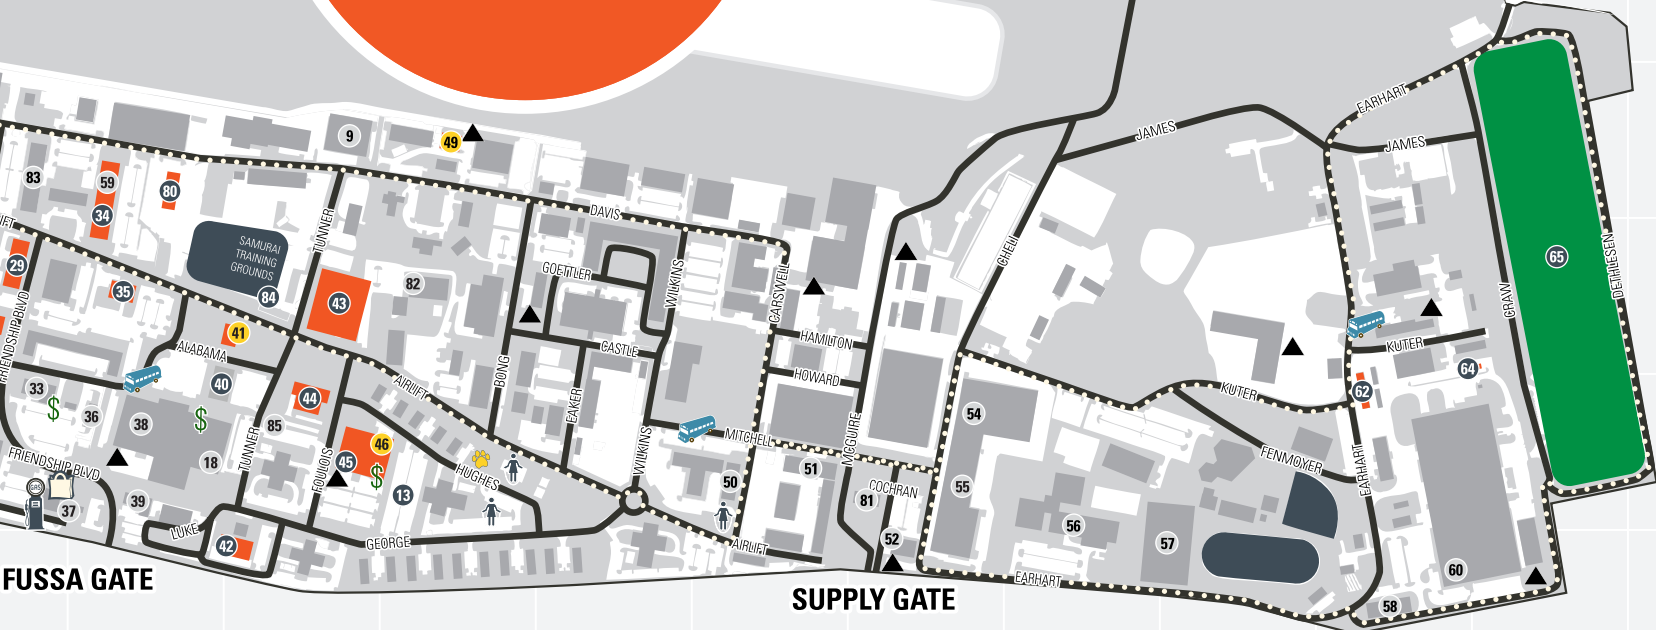 9
49
83
59
80
34
DAVIS
TUNNER
SAMURAI
TRAINING
GROUNDS
29
35
43
82
84
GOETTLER
WILKINS
CARSWELL
41
FRIENDSHIP BLVD
ALABAMA
HAMILTON
CASTLE
HOWARD
BONG
AIRLIFT
33
40
44
EAKER
36
38
85
46
MITCHELL
MCGUIRE
WILKINS
TUNNER
FOULOIS
FRIENDSHIP BLVD
18
45
HUGHES
51
50
GAS
39
37
13
COCHRAN
81
LUKE
42
GEORGE
AIRLIFT
52
FUSSA GATE
SUPPLY GATE
EARHART
JAMES
JAMES
CHELI
65
DETHLESEN
CRAW
KUTER
64
62
KUTER
54
FENMOYER
EARHART
55
56
57
60
EARHART
58